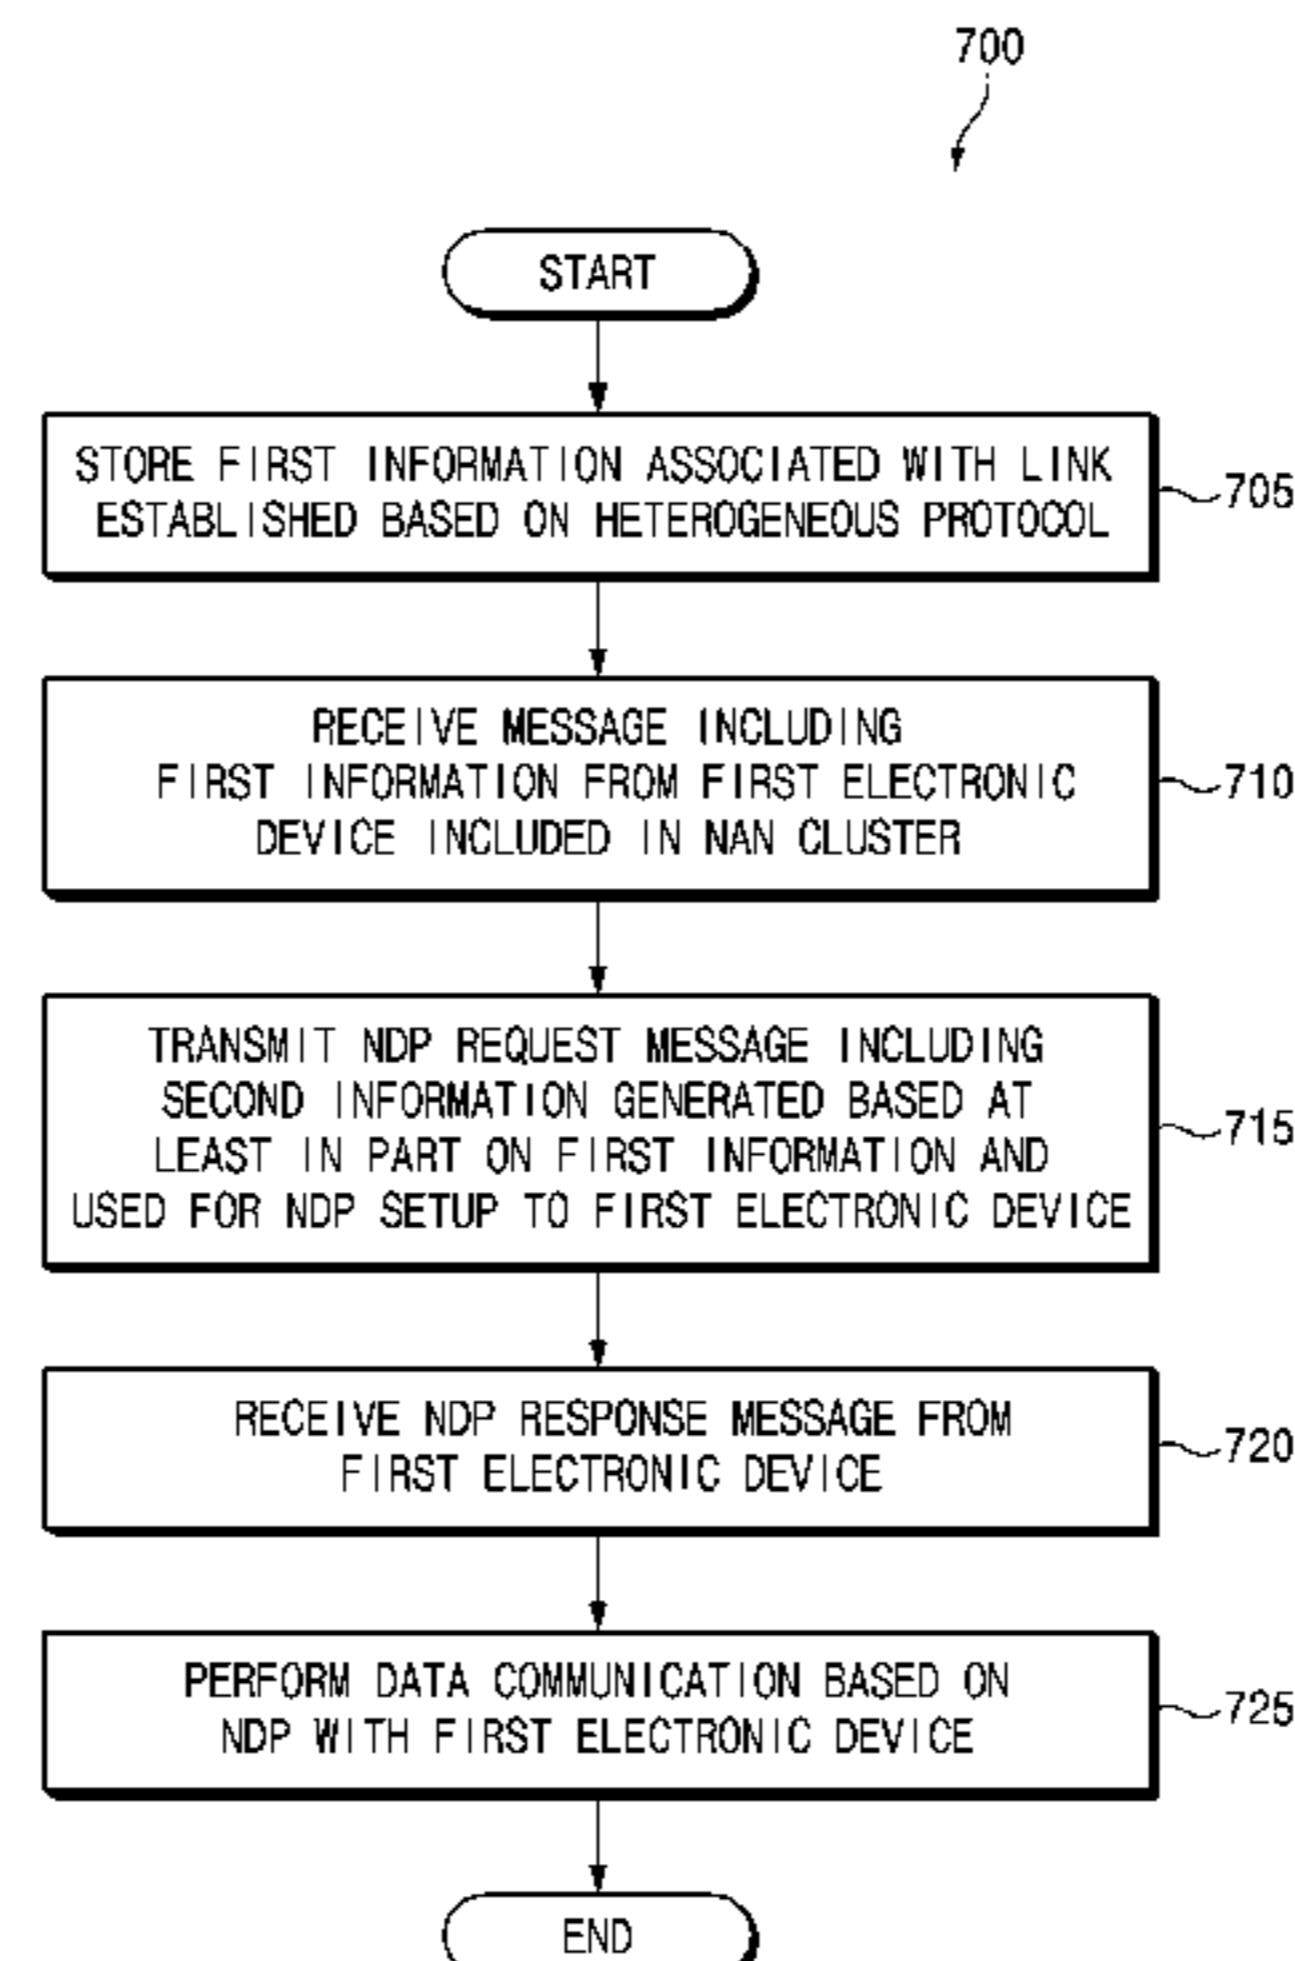 700
START
STORE FIRST INFORMATION ASSOCIATED WITH LINK
ESTABLISHED BASED ON HETEROGENEOUS PROTOCOL
705
RECEIVE MESSAGE INCLUDING
FIRST INFORMATION FROM FIRST ELECTRONIC
DEVICE INCLUDED IN NAN CLUSTER
710
TRANSMIT NDP REQUEST MESSAGE INCLUDING
SECOND INFORMATION GENERATED BASED AT
LEAST IN PART ON FIRST INFORMATION AND
USED FOR NDP SETUP TO FIRST ELECTRONIC DEVICE
715
RECEIVE NDP RESPONSE MESSAGE FROM
FIRST ELECTRONIC DEVICE
720
PERFORM DATA COMMUNICATION BASED ON
NDP WITH FIRST ELECTRONIC DEVICE
725
END